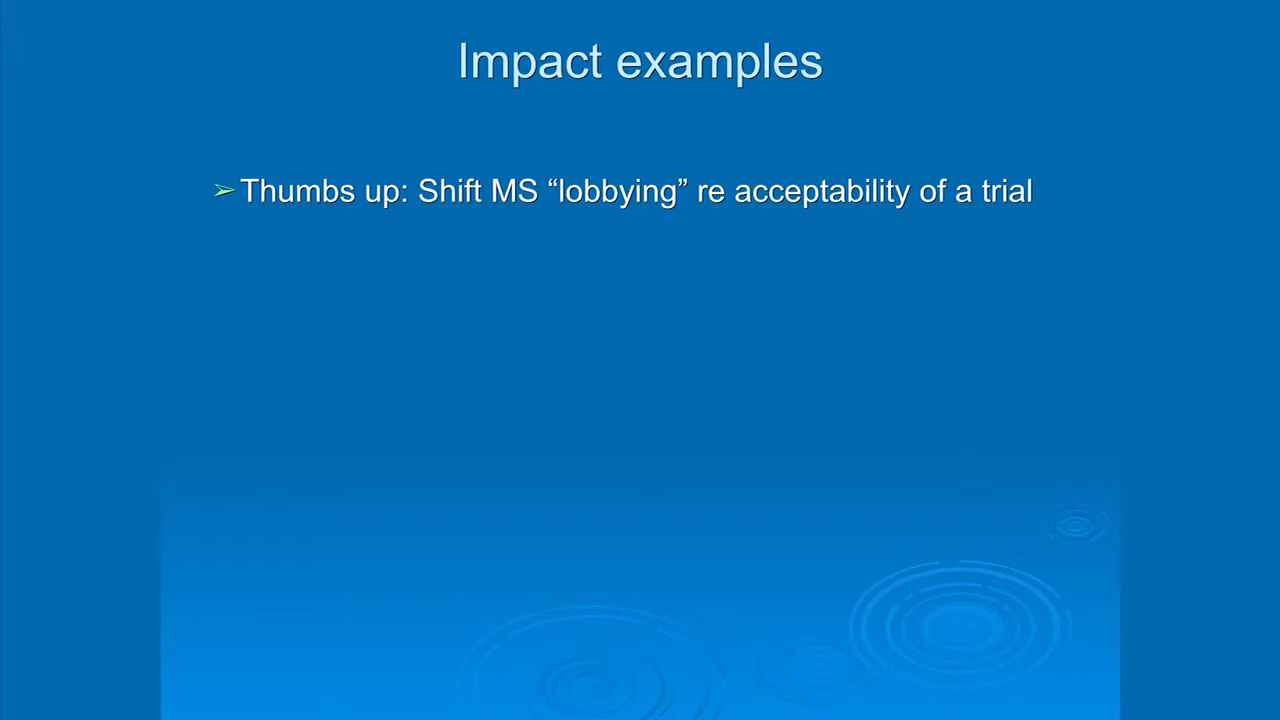 Impact examples
➢Thumbs up: Shift MS “lobbying” re acceptability of a trial